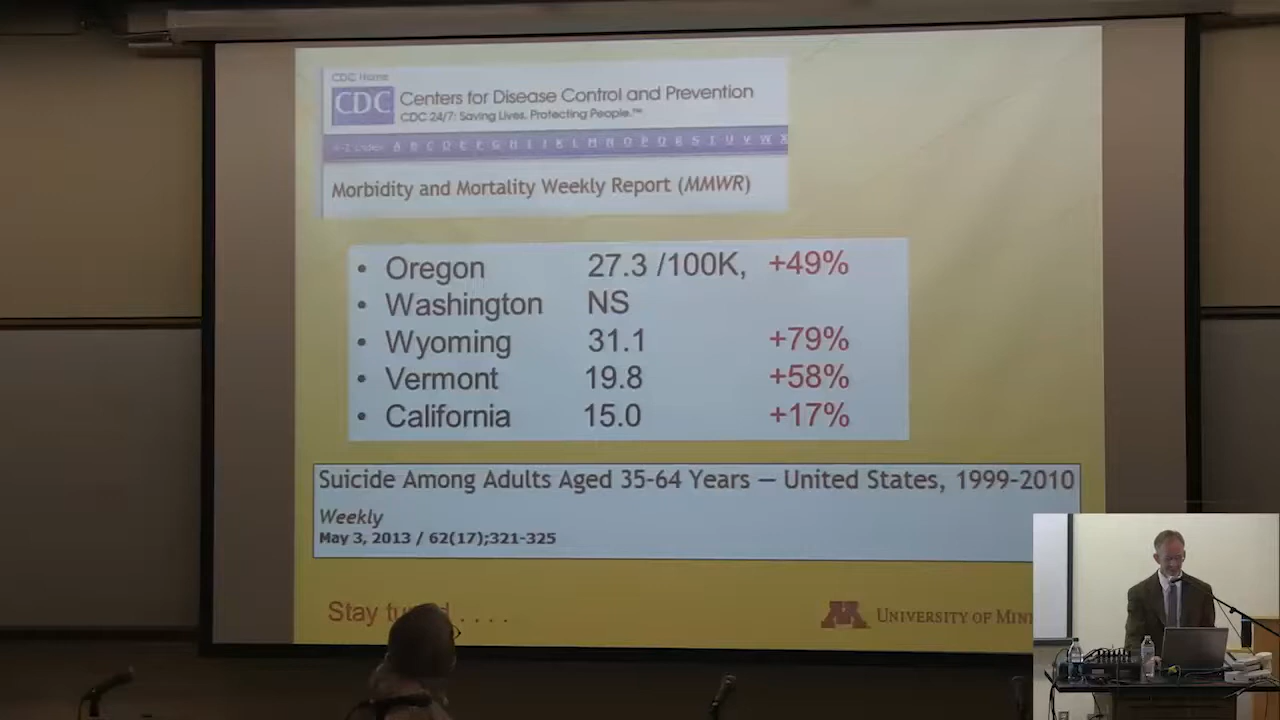 CDC Home
CDC
Centers for Disease Control and Prevention
CDC 24/7: Saving Lives. Protecting People.™
A-Z Index A B C D E F G H I J K L M N O P Q R S T U V W X
Morbidity and Mortality Weekly Report (MMWR)
• Oregon 27.3 /100K, +49%
• Washington NS
• Wyoming 31.1 +79%
• Vermont 19.8 +58%
• California 15.0 +17%
Suicide Among Adults Aged 35-64 Years — United States, 1999-2010
Weekly
May 3, 2013 / 62(17);321-325
Stay . . . .
M UNIVERSITY OF